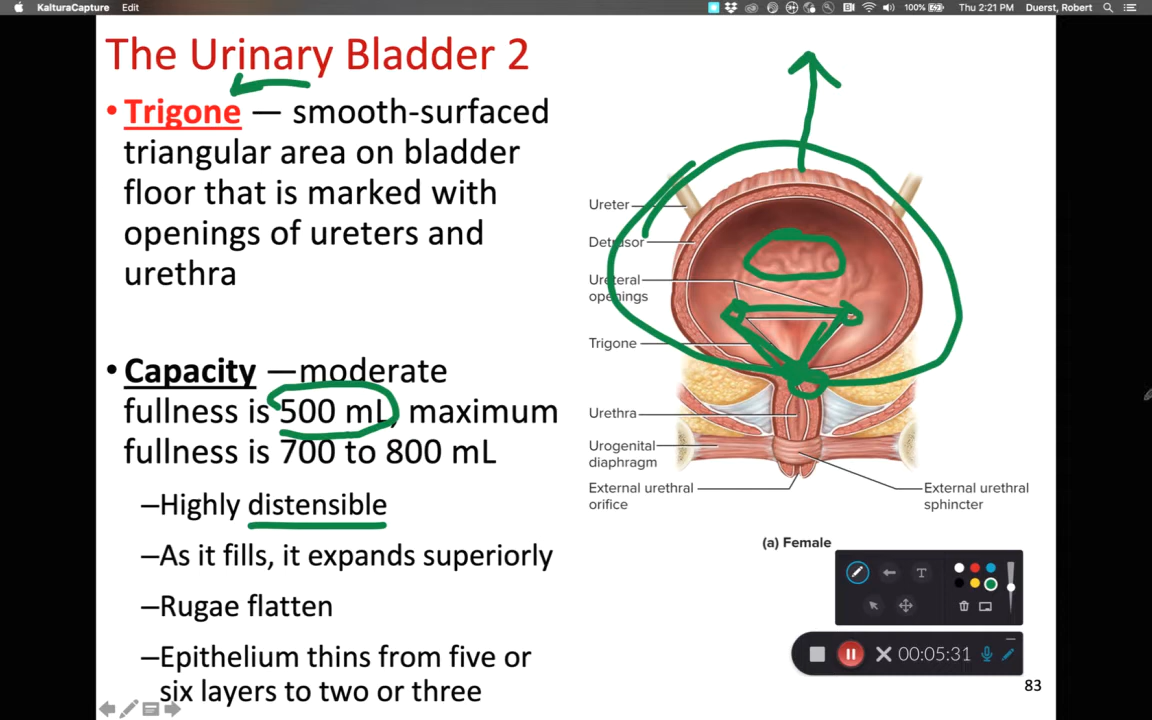 KalturaCapture Edit
100% Thu 2:21 PM Duerst, Robert
The Urinary Bladder 2
• Trigone — smooth-surfaced
triangular area on bladder
floor that is marked with
openings of ureters and
urethra
• Capacity —moderate
fullness is 500 mL, maximum
fullness is 700 to 800 mL
–Highly distensible
–As it fills, it expands superiorly
–Rugae flatten
–Epithelium thins from five or
six layers to two or three
Ureter
Detrusor
Ureteral
openings
Trigone
Urethra
Urogenital
diaphragm
External urethral
orifice
External urethral
sphincter
(a) Female
T
00:05:31
83